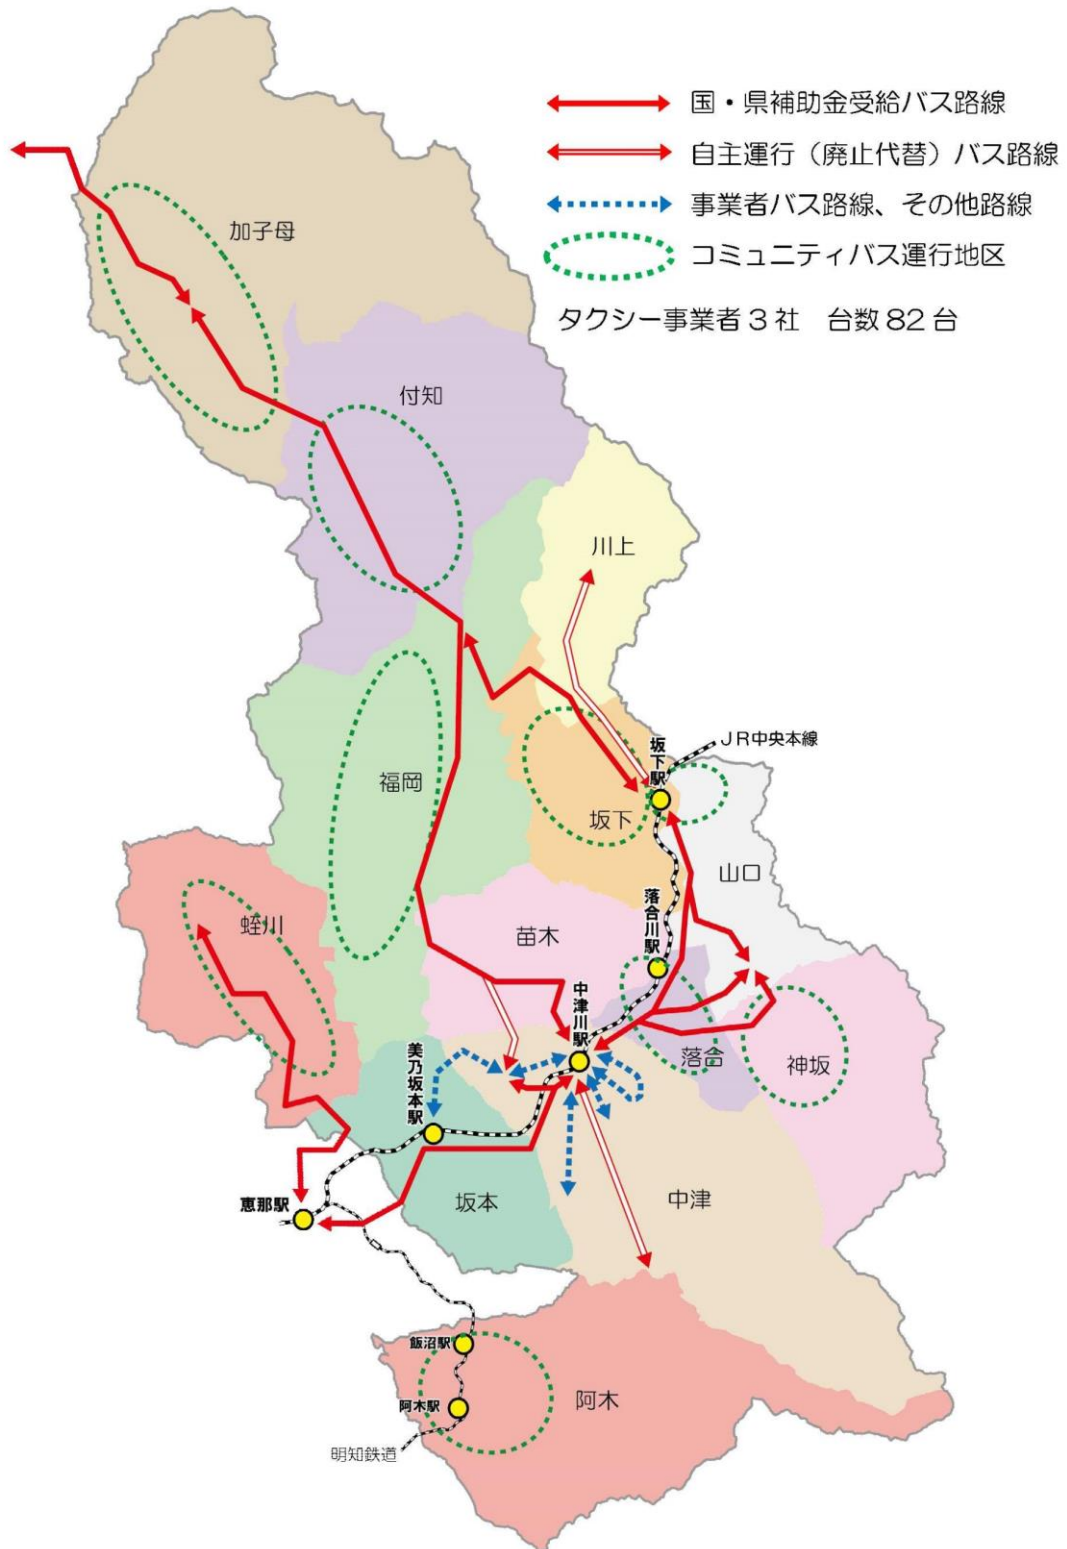 国・県補助金受給バス路線
自主運行（廃止代替）バス路線
事業者バス路線、その他路線
コミュニティバス運行地区
タクシー事業者３社　台数 82 台
加子母
付知
川上
坂下駅
ＪＲ中央本線
福岡
坂下
山口
落合川駅
蛭川
苗木
中津川駅
美乃坂本駅
落合
神坂
恵那駅
坂本
中津
飯沼駅
阿木駅
阿木
明知鉄道